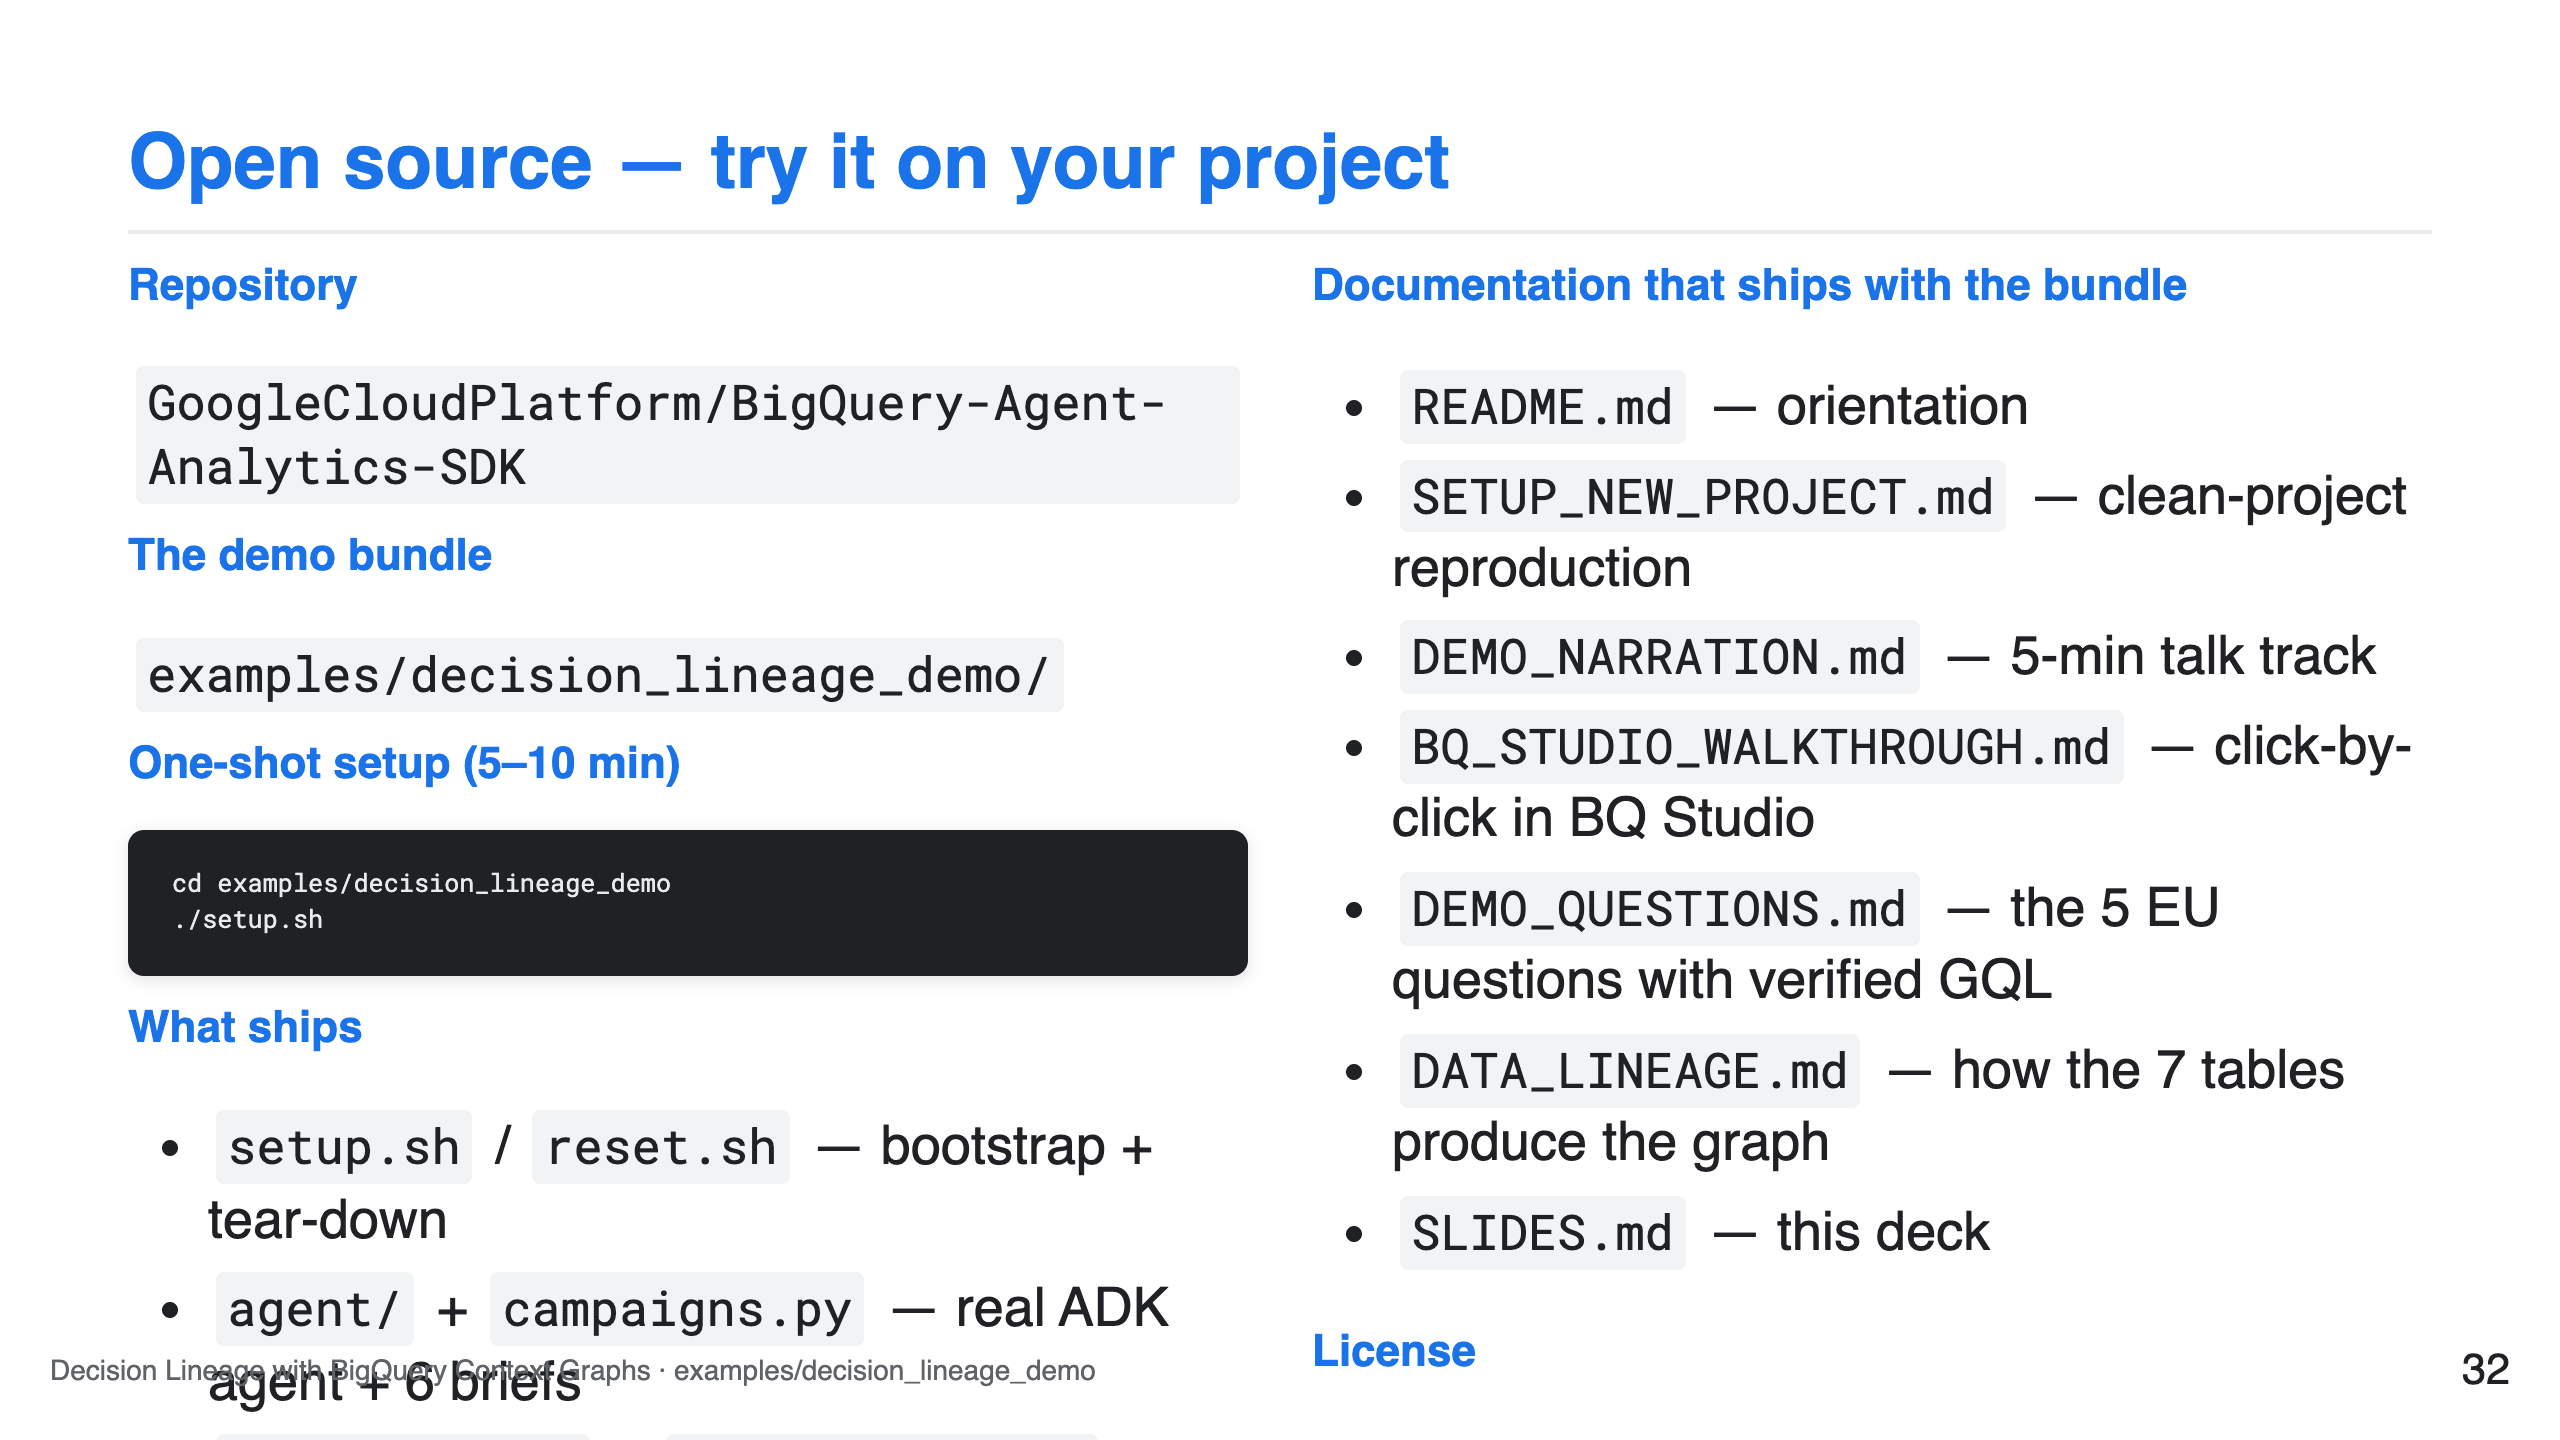 Open source — try it on your project
Repository
GoogleCloudPlatform/BigQuery-Agent-
Analytics-SDK
The demo bundle
examples/decision_lineage_demo/
One-shot setup (5–10 min)
cd examples/decision_lineage_demo
./setup.sh
What ships
• setup.sh / reset.sh — bootstrap +
tear-down
• agent/ + campaigns.py — real ADK
agent + 6 briefs
Documentation that ships with the bundle
• README.md — orientation
• SETUP_NEW_PROJECT.md — clean-project
reproduction
• DEMO_NARRATION.md — 5-min talk track
• BQ_STUDIO_WALKTHROUGH.md — click-by-
click in BQ Studio
• DEMO_QUESTIONS.md — the 5 EU
questions with verified GQL
• DATA_LINEAGE.md — how the 7 tables
produce the graph
• SLIDES.md — this deck
License
Decision Lineage with BigQuery Context Graphs · examples/decision_lineage_demo
32